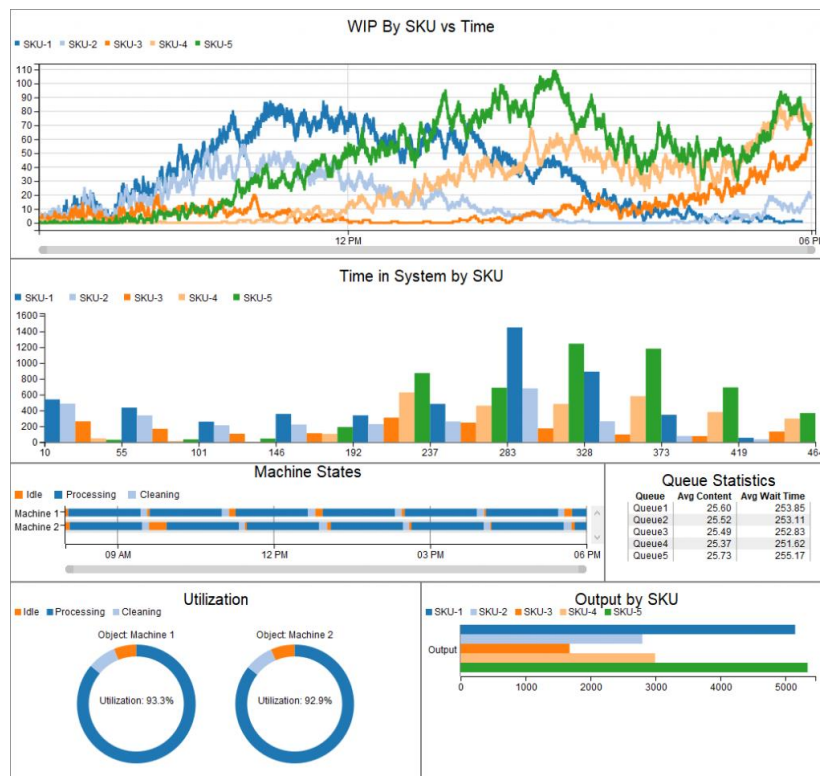 WIP By SKU vs Time
SKU-1 SKU-2 SKU-3 SKU-4 SKU-5
110
100
90
80
70
60
50
40
30
20
10
0
12 PM 06 PM
Time in System by SKU
SKU-1 SKU-2 SKU-3 SKU-4 SKU-5
1600
1400
1200
1000
800
600
400
200
0
10 55 101 146 192 237 283 328 373 419 464
Machine States
Idle Processing Cleaning
Machine 1
Machine 2
09 AM 12 PM 03 PM 06 PM
Queue Statistics
Queue Avg Content Avg Wait Time
Queue1 25.60 253.85
Queue2 25.52 253.11
Queue3 25.49 252.83
Queue4 25.37 251.62
Queue5 25.73 255.17
Utilization
Idle Processing Cleaning
Object: Machine 1 Object: Machine 2
Utilization: 93.3% Utilization: 92.9%
Output by SKU
SKU-1 SKU-2 SKU-3 SKU-4 SKU-5
Output
0 1000 2000 3000 4000 5000